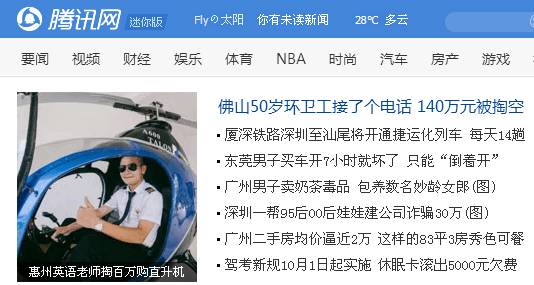 腾讯网 迷你版 Flyの太阳 你有未读新闻 28℃ 多云
要闻 视频 财经 娱乐 体育 NBA 时尚 汽车 房产 游戏
佛山50岁环卫工接了个电话 140万元被掏空
厦深铁路深圳至汕尾将开通捷运化列车 每天14趟
东莞男子买车开7小时就坏了 只能“倒着开”
广州男子卖奶茶毒品 包养数名妙龄女郎(图)
深圳一帮95后00后娃娃建公司诈骗30万(图)
广州二手房均价逼近2万 这样的83平3房秀色可餐
驾考新规10月1日起实施 休眠卡滚出5000元欠费
A600
TALON
惠州英语老师掏百万购直升机